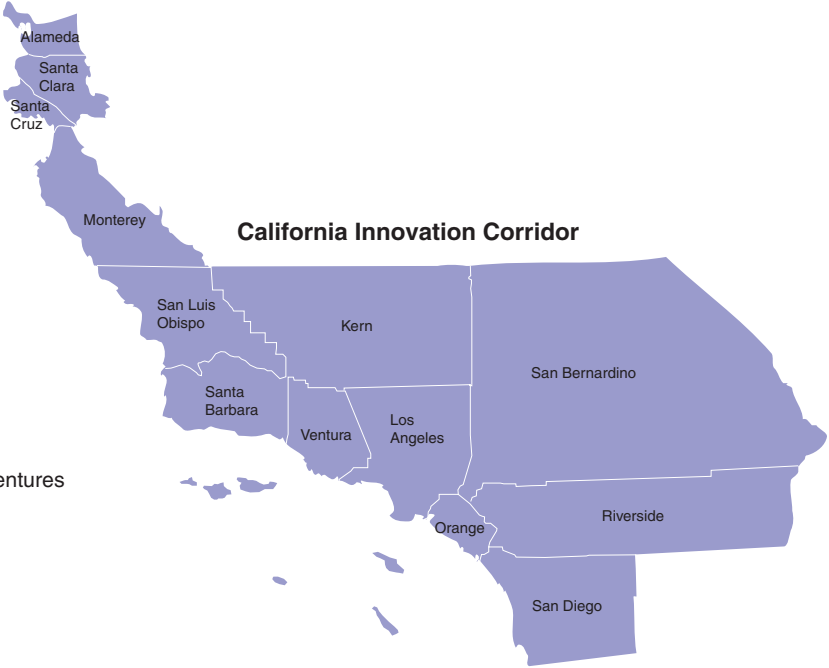 Alameda
Santa
Clara
Santa
Cruz
Monterey
California Innovation Corridor
San Luis
Obispo
Kern
San Bernardino
Santa
Barbara
Los
Angeles
Ventura
entures
Riverside
Orange
San Diego